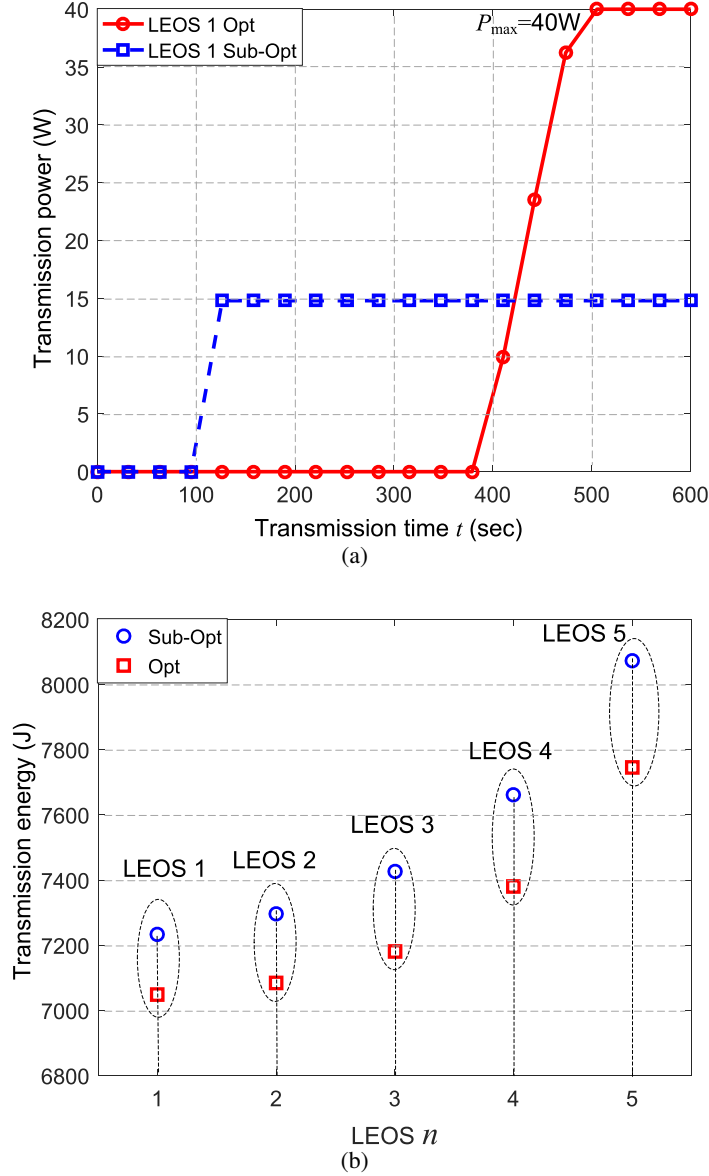 40
35
30
25
20
15
10
5
0
Transmission power (W)
LEOS 1 Opt
LEOS 1 Sub-Opt
Pmax=40W
0 100 200 300 400 500 600
Transmission time t (sec)
(a)
8200
8000
7800
7600
7400
7200
7000
6800
Transmission energy (J)
Sub-Opt
Opt
LEOS 1
LEOS 2
LEOS 3
LEOS 4
LEOS 5
1 2 3 4 5
LEOS n
(b)